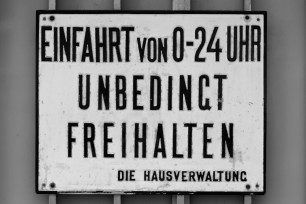 EINFAHRT VON 0-24 UHR
UNBEDINGT
FREIHALTEN
DIE HAUSVERWALTUNG